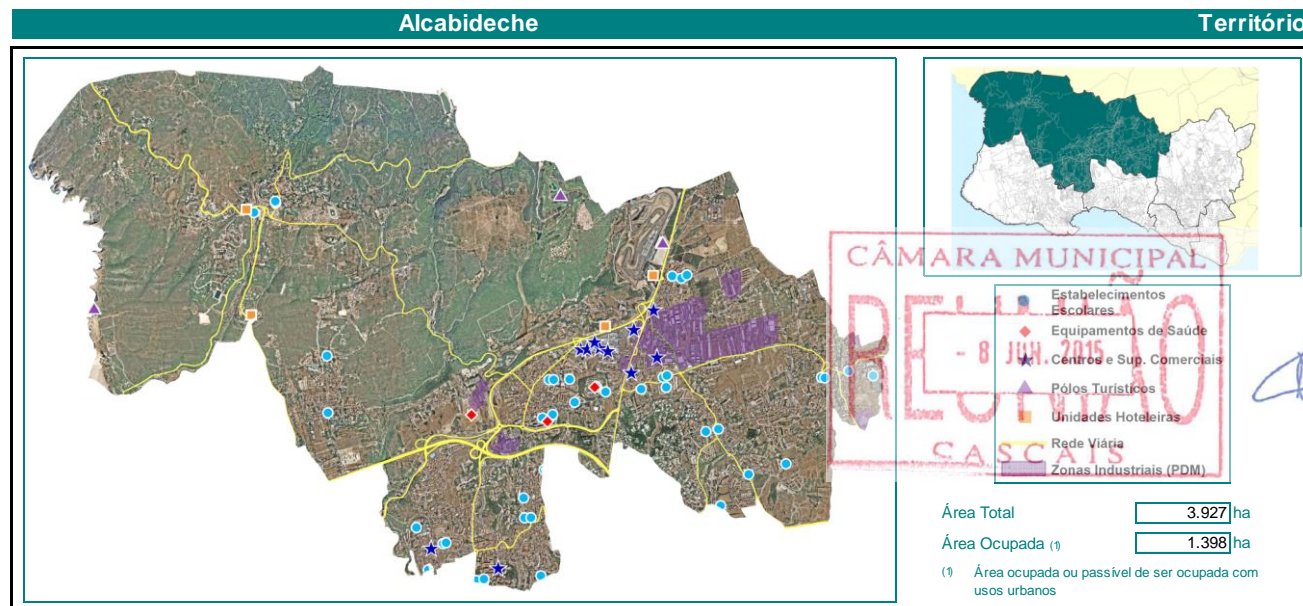 Alcabideche
Território
CÂMARA MUNICIPAL
REUNIÃO
- 8 JUN. 2015
CASCAIS
Estabelecimentos
Escolares
Equipamentos de Saúde
Centros e Sup. Comerciais
Pólos Turísticos
Unidades Hoteleiras
Rede Viária
Zonas Industriais (PDM)
Área Total 3.927 ha
Área Ocupada (1) 1.398 ha
(1) Área ocupada ou passível de ser ocupada com
usos urbanos